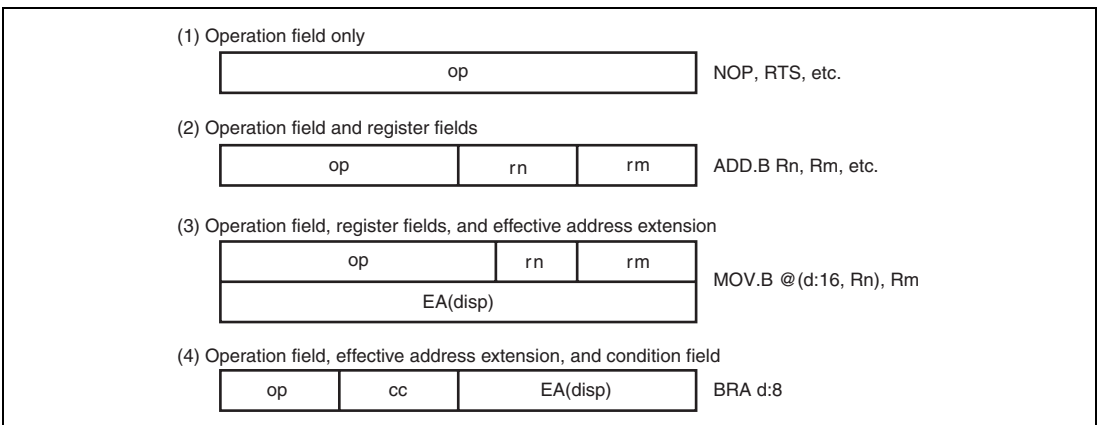 (1) Operation field only
op
NOP, RTS, etc.
(2) Operation field and register fields
op rn rm
ADD.B Rn, Rm, etc.
(3) Operation field, register fields, and effective address extension
op rn rm
EA(disp)
MOV.B @(d:16, Rn), Rm
(4) Operation field, effective address extension, and condition field
op cc EA(disp)
BRA d:8